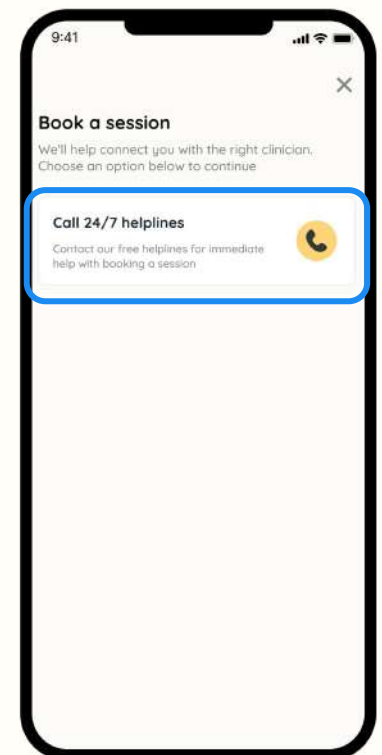 9:41
Book a session
We'll help connect you with the right clinician.
Choose an option below to continue
Call 24/7 helplines
Contact our free helplines for immediate
help with booking a session